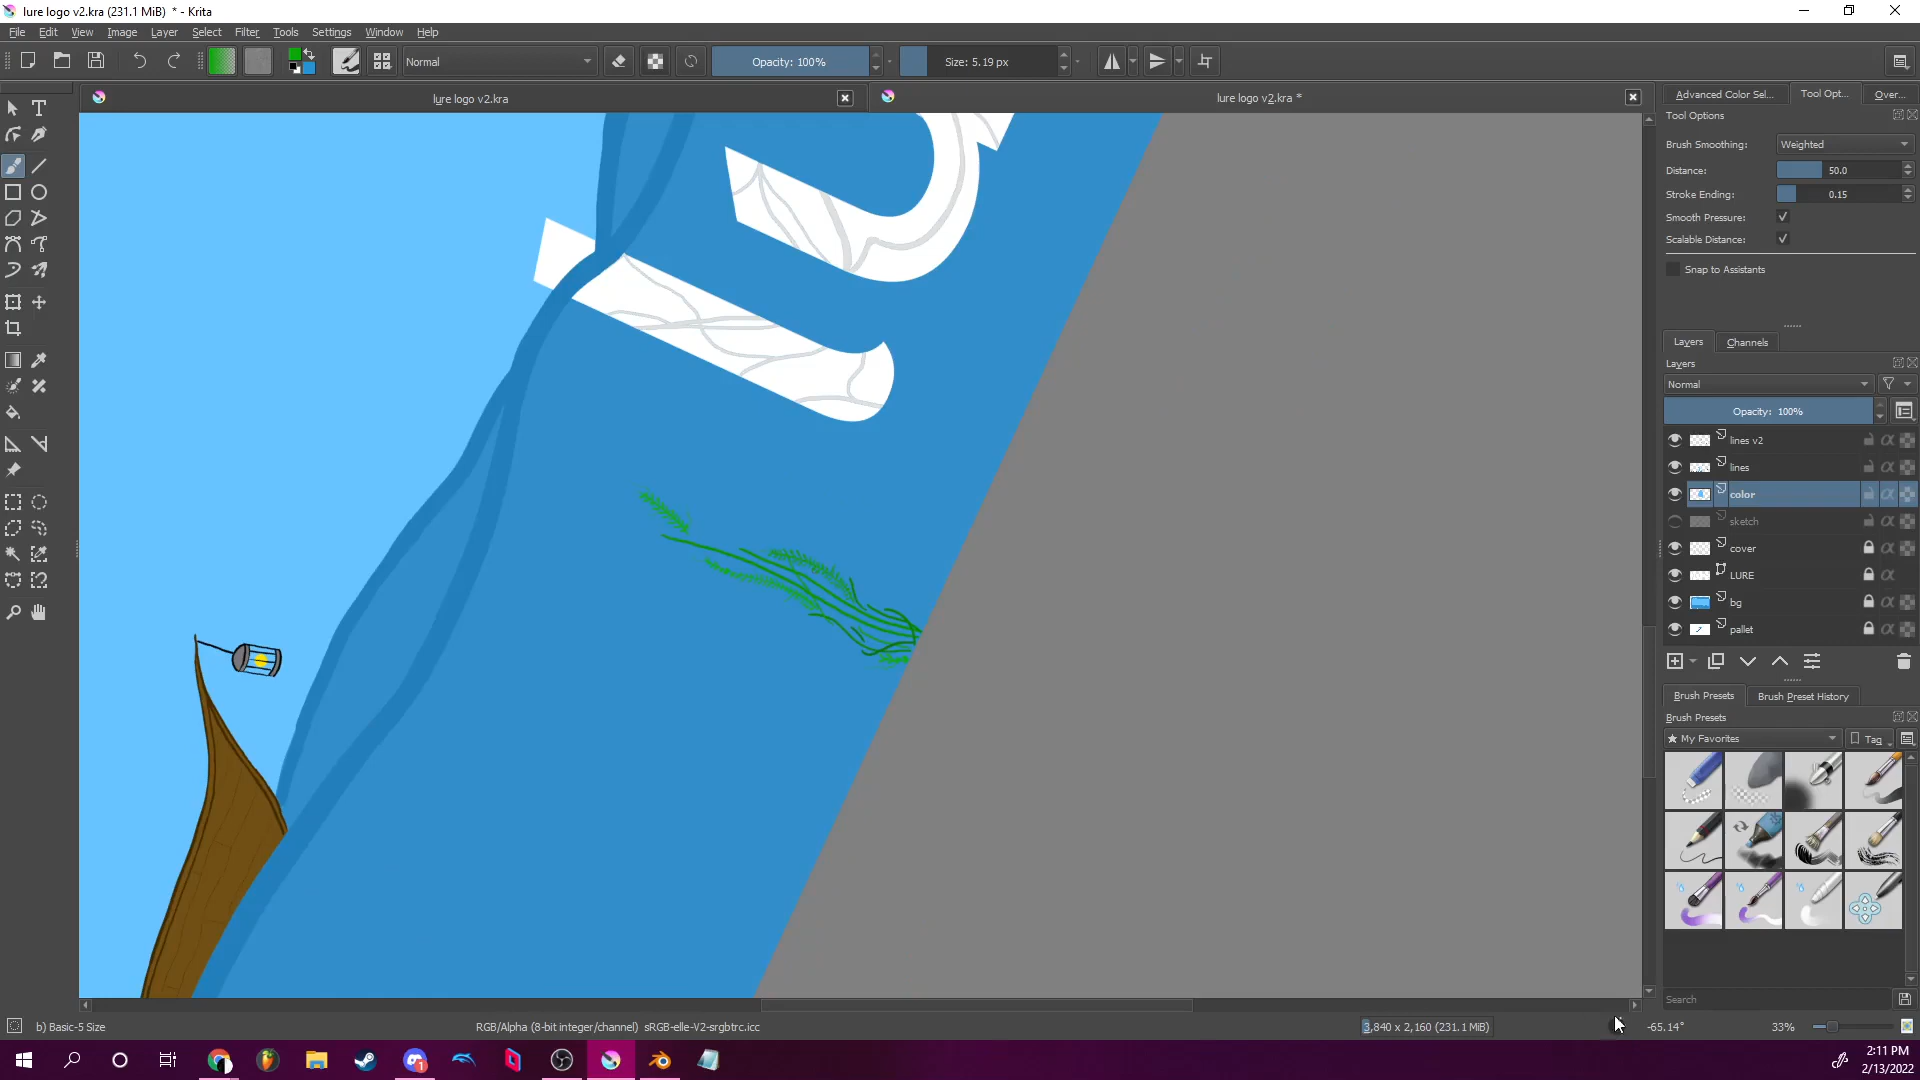 lure logo v2.kra (231.1 MiB) * - Krita
File Edit View Image Layer Select Filter Tools Settings Window Help
Normal Opacity: 100% Size: 5.19 px
lure logo v2.kra lure logo v2.kra *
Advanced Color Sel... Tool Opt... Over...
Tool Options
Brush Smoothing: Weighted
Distance: 50.0
Stroke Ending: 0.15
Smooth Pressure:
Scalable Distance:
Snap to Assistants
Layers Channels
Layers
Normal
Opacity: 100%
lines v2
lines
color
sketch
cover
LURE
bg
pallet
Brush Presets Brush Preset History
Brush Presets
My Favorites Tag
Search
b) Basic-5 Size RGB/Alpha (8-bit integer/channel) sRGB-elle-V2-srgbtrc.icc 3,840 x 2,160 (231.1 MiB) -65.14° 33%
1
2:11 PM
2/13/2022